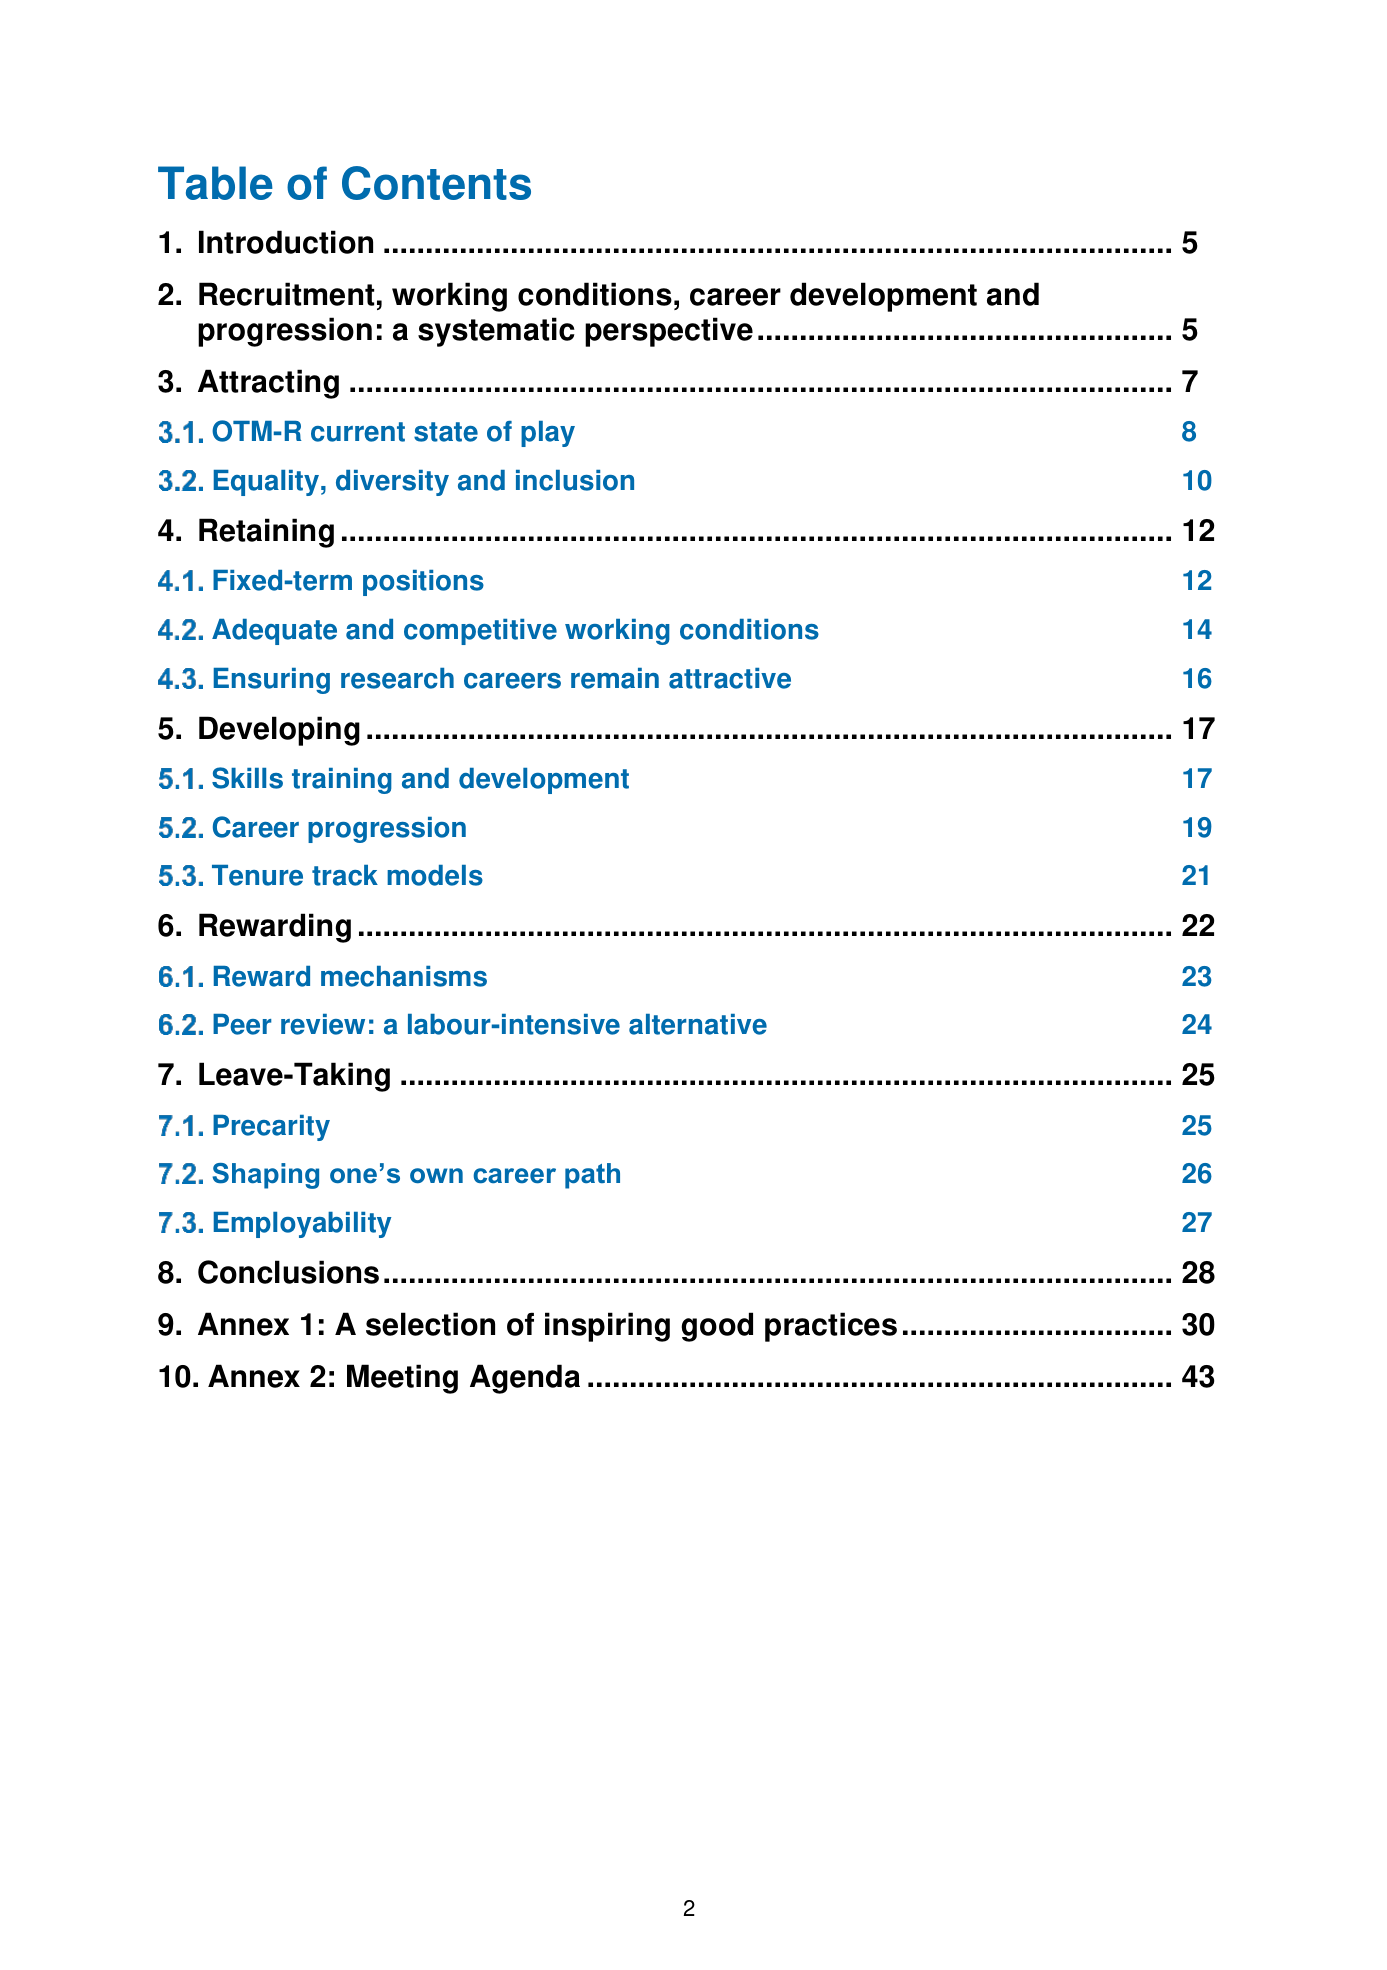 Table of Contents
1. Introduction ............................................................................................. 5
2. Recruitment, working conditions, career development and
progression: a systematic perspective ................................................. 5
3. Attracting ................................................................................................. 7
3.1. OTM-R current state of play 8
3.2. Equality, diversity and inclusion 10
4. Retaining .................................................................................................. 12
4.1. Fixed-term positions 12
4.2. Adequate and competitive working conditions 14
4.3. Ensuring research careers remain attractive 16
5. Developing ............................................................................................... 17
5.1. Skills training and development 17
5.2. Career progression 19
5.3. Tenure track models 21
6. Rewarding ................................................................................................ 22
6.1. Reward mechanisms 23
6.2. Peer review: a labour-intensive alternative 24
7. Leave-Taking ........................................................................................... 25
7.1. Precarity 25
7.2. Shaping one’s own career path 26
7.3. Employability 27
8. Conclusions ............................................................................................. 28
9. Annex 1: A selection of inspiring good practices ................................ 30
10. Annex 2: Meeting Agenda ..................................................................... 43
2